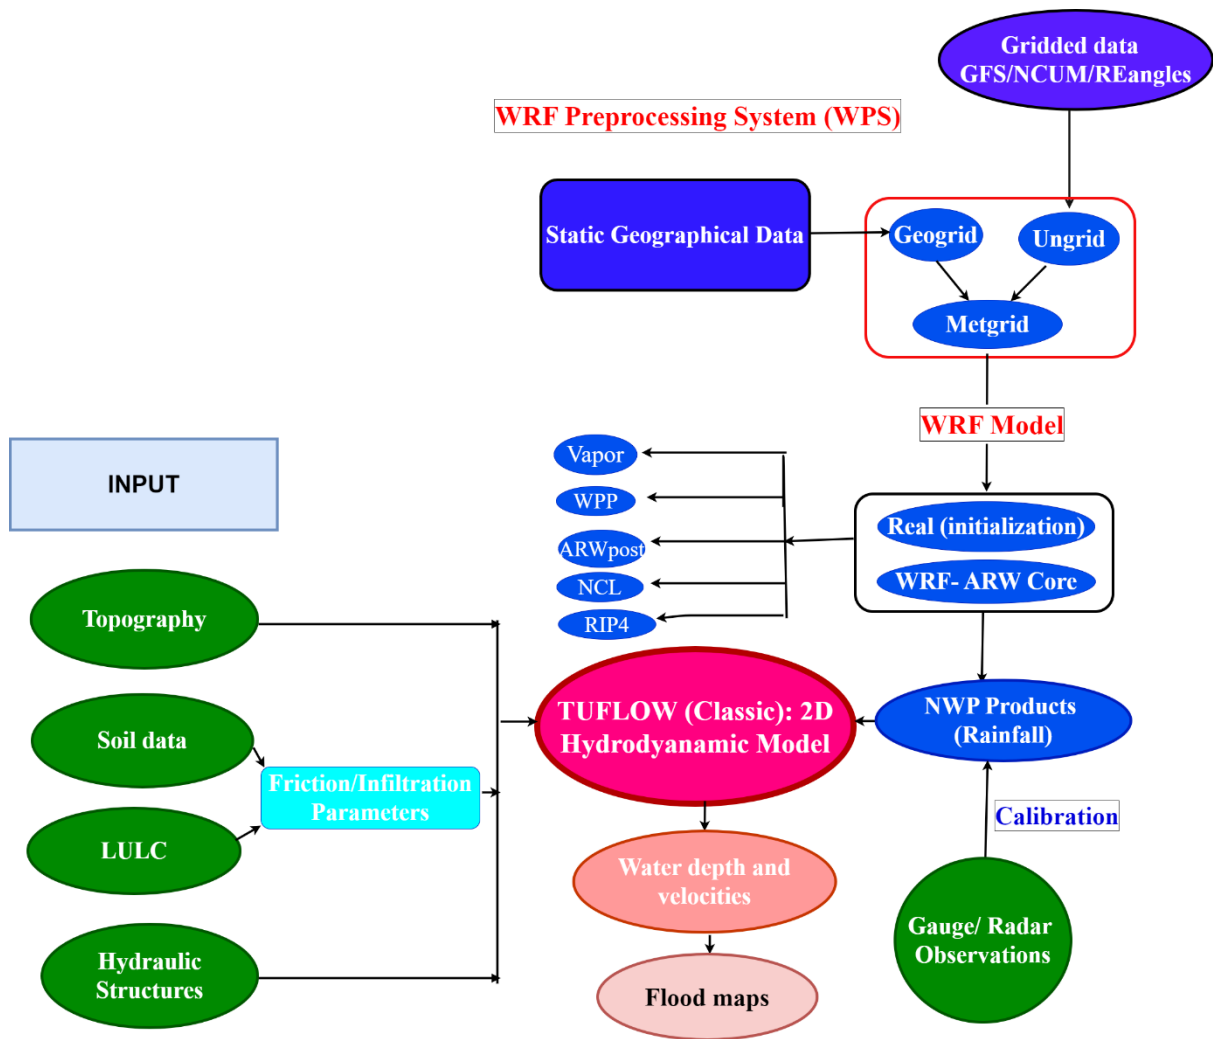 Gridded data
GFS/NCUM/REangles
WRF Preprocessing System (WPS)
Static Geographical Data
Geogrid
Ungrid
Metgrid
WRF Model
INPUT
Vapor
WPP
ARWpost
NCL
RIP4
Real (initialization)
WRF- ARW Core
Topography
Soil data
LULC
Friction/Infiltration
Parameters
Hydraulic
Structures
TUFLOW (Classic): 2D
Hydrodyanamic Model
NWP Products
(Rainfall)
Calibration
Water depth and
velocities
Gauge/ Radar
Observations
Flood maps